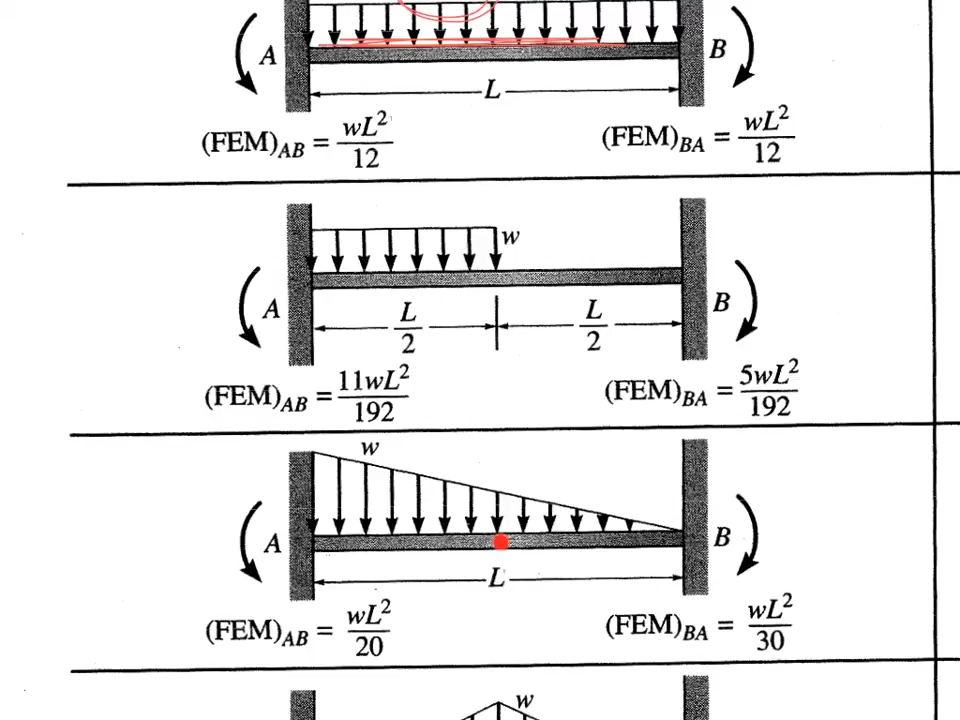 A B
L
(FEM)AB = wL²/12 (FEM)BA = wL²/12
w
A B
L/2 L/2
(FEM)AB = 11wL²/192 (FEM)BA = 5wL²/192
w
A B
L
(FEM)AB = wL²/20 (FEM)BA = wL²/30
w